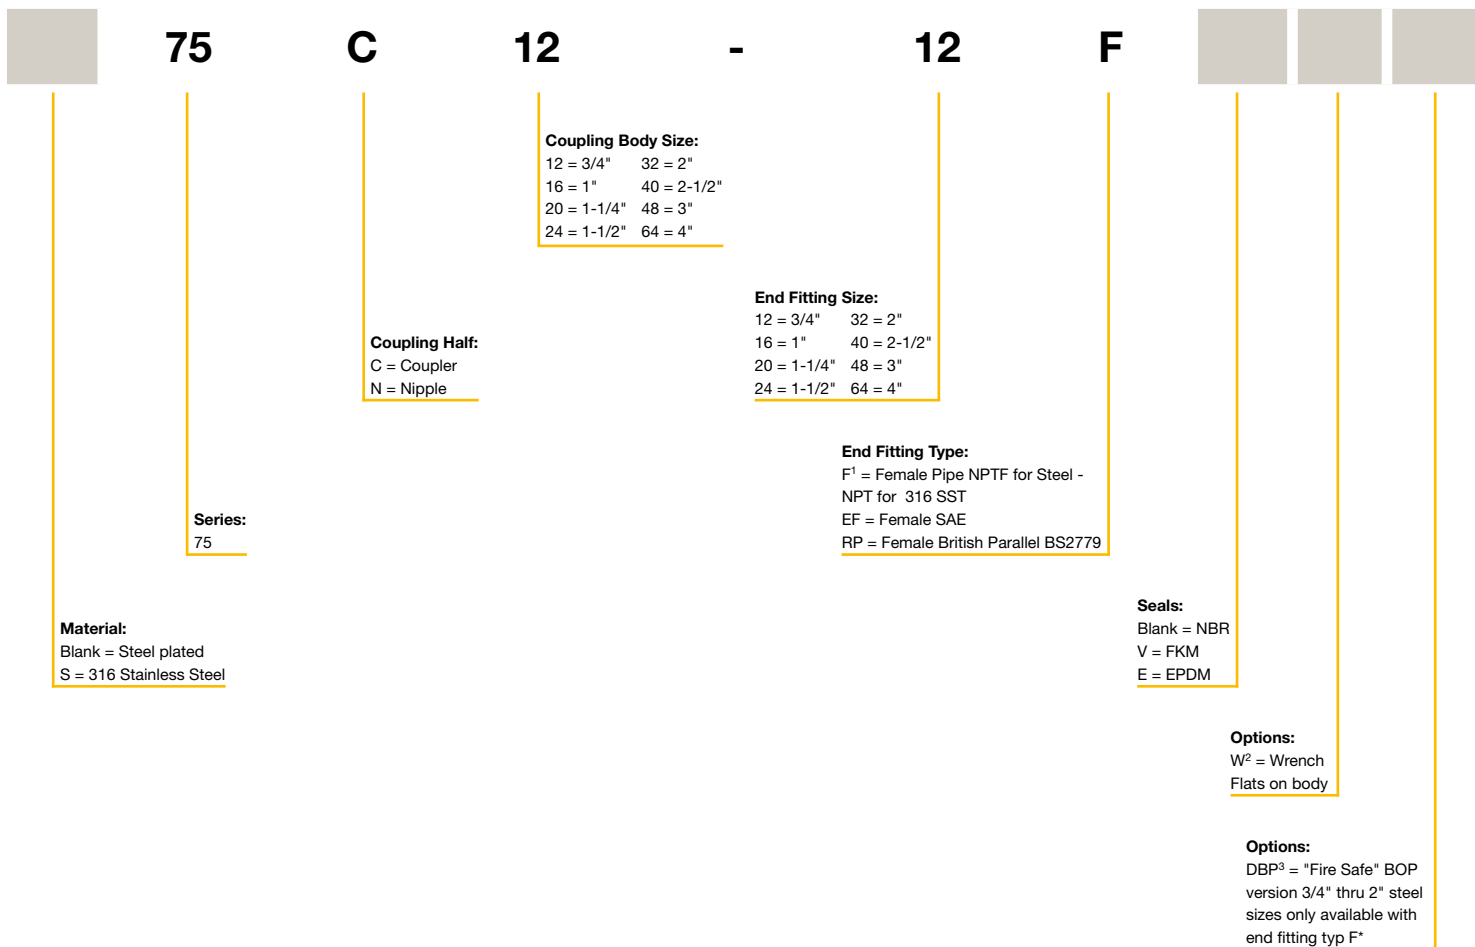 75 C 12 - 12 F
Coupling Body Size:
12 = 3/4" 32 = 2"
16 = 1" 40 = 2-1/2"
20 = 1-1/4" 48 = 3"
24 = 1-1/2" 64 = 4"
End Fitting Size:
12 = 3/4" 32 = 2"
16 = 1" 40 = 2-1/2"
20 = 1-1/4" 48 = 3"
24 = 1-1/2" 64 = 4"
Coupling Half:
C = Coupler
N = Nipple
End Fitting Type:
F¹ = Female Pipe NPTF for Steel -
NPT for 316 SST
EF = Female SAE
RP = Female British Parallel BS2779
Series:
75
Seals:
Blank = NBR
V = FKM
E = EPDM
Material:
Blank = Steel plated
S = 316 Stainless Steel
Options:
W² = Wrench
Flats on body
Options:
DBP³ = "Fire Safe" BOP
version 3/4" thru 2" steel
sizes only available with
end fitting typ F*